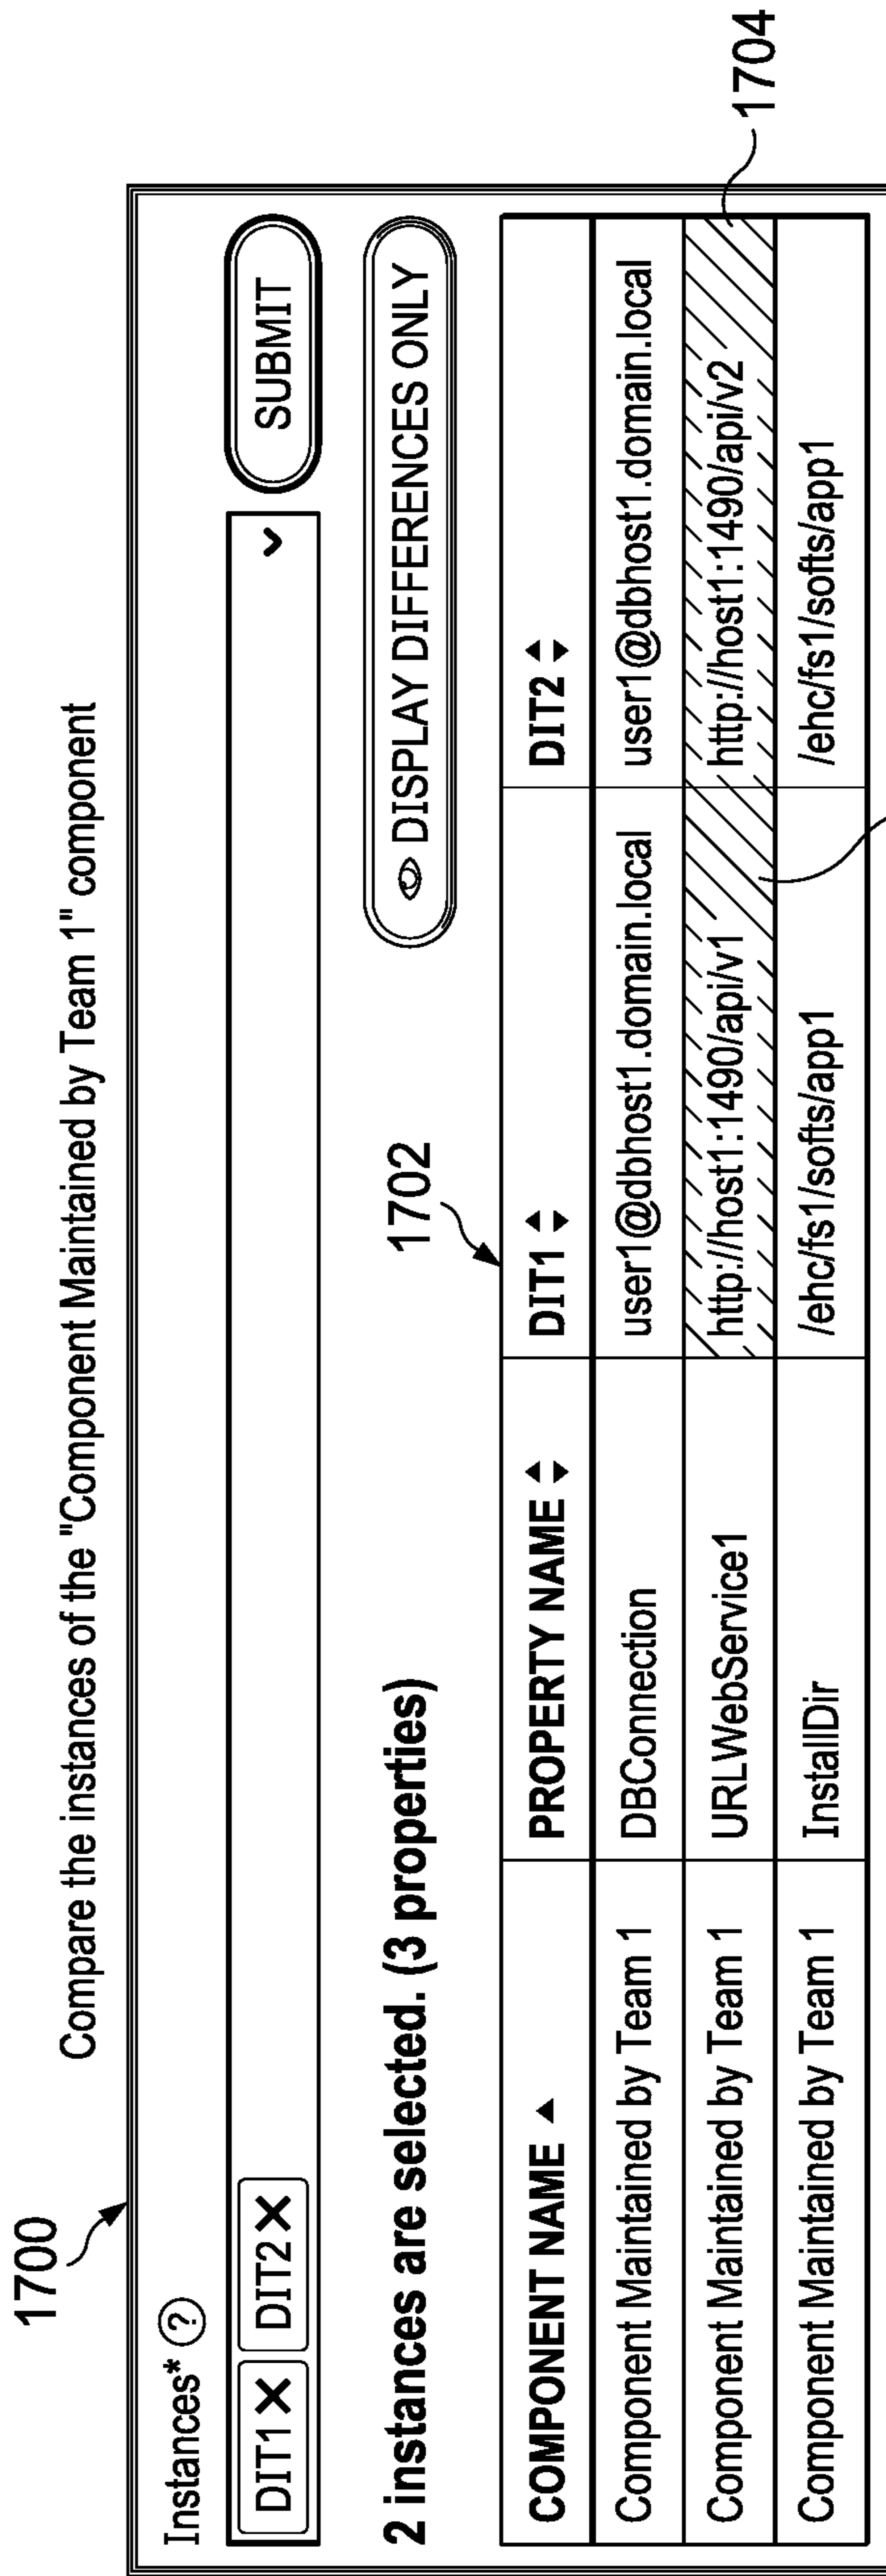 1700
Compare the instances of the "Component Maintained by Team 1" component
Instances* ?
DIT1 X DIT2 X SUBMIT
2 instances are selected. (3 properties) DISPLAY DIFFERENCES ONLY
1702
COMPONENT NAME PROPERTY NAME DIT1 DIT2
Component Maintained by Team 1 DBConnection user1@dbhost1.domain.local user1@dbhost1.domain.local
Component Maintained by Team 1 URLWebService1 http://host1:1490/api/v1 http://host1:1490/api/v2
1704
Component Maintained by Team 1 InstallDir /ehc/fs1/softs/app1 /ehc/fs1/softs/app1